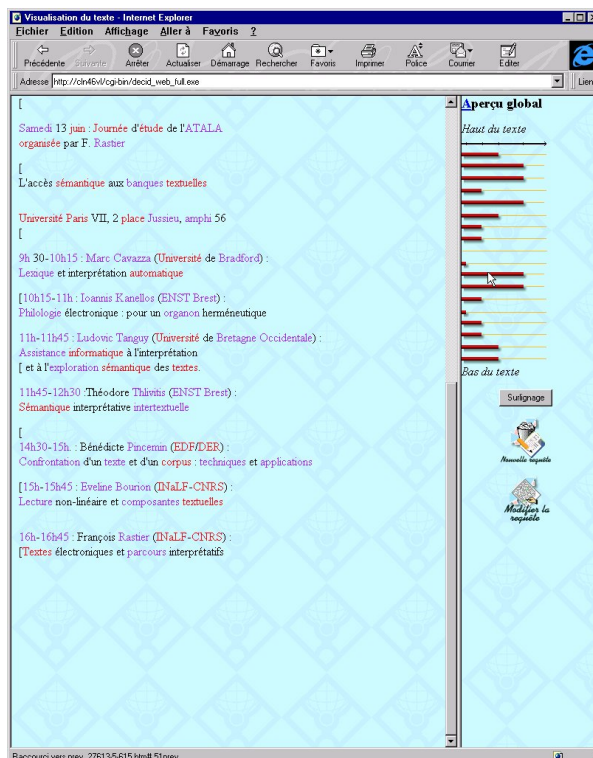 Visualisation du texte - Internet Explorer
Fichier Edition Affichage Aller à Favoris ?
Précédente Suivante Arrêter Actualiser Démarrage Rechercher Favoris Imprimer Police Courrier Editer
Adresse http://cln46vl/cgi-bin/decid_web_full.exe Lien
[
Samedi 13 juin : Journée d'étude de l'ATALA
organisée par F. Rastier
[
L'accès sémantique aux banques textuelles
Université Paris VII, 2 place Jussieu, amphi 56
[
9h 30-10h15 : Marc Cavazza (Université de Bradford) :
Lexique et interprétation automatique
[10h15-11h : Ioannis Kanellos (ENST Brest) :
Philologie électronique : pour un organon herméneutique
11h-11h45 : Ludovic Tanguy (Université de Bretagne Occidentale) :
Assistance informatique à l'interprétation
[ et à l'exploration sémantique des textes.
11h45-12h30 :Théodore Thlivitis (ENST Brest) :
Sémantique interprétative intertextuelle
[
14h30-15h. : Bénédicte Pincemin (EDF/DER) :
Confrontation d'un texte et d'un corpus : techniques et applications
[15h-15h45 : Eveline Bourion (INaLF-CNRS) :
Lecture non-linéaire et composantes textuelles
16h-16h45 : François Rastier (INaLF-CNRS) :
[Textes électroniques et parcours interprétatifs
Aperçu global
Haut du texte
Bas du texte
Surlignage
Nouvelle requête
Modifier la
requête
Raccourci vers prev_27613-5-615.htm#.51prev